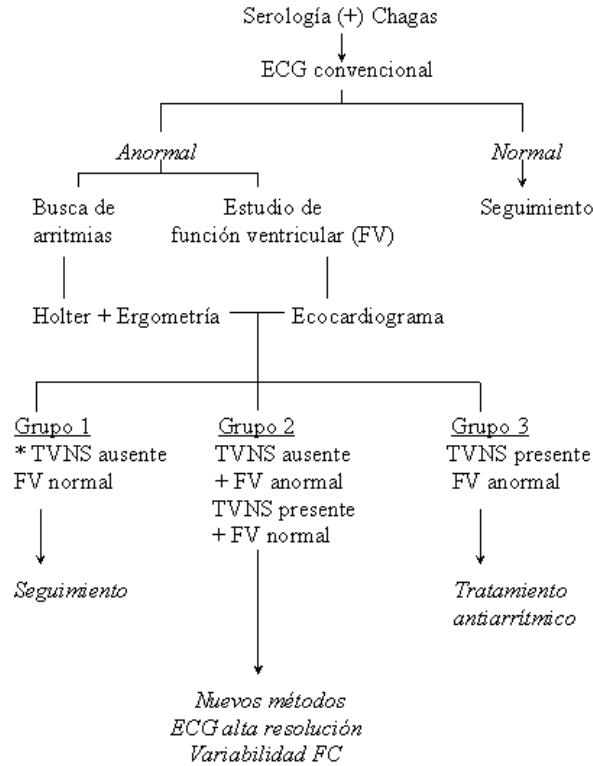 Serología (+) Chagas
ECG convencional
Anormal
Normal
Busca de
arritmias
Estudio de
función ventricular (FV)
Seguimiento
Holter + Ergometría
Ecocardiograma
Grupo 1
* TVNS ausente
FV normal
Seguimiento
Grupo 2
TVNS ausente
+ FV anormal
TVNS presente
+ FV normal
Nuevos métodos
ECG alta resolución
Variabilidad FC
Grupo 3
TVNS presente
FV anormal
Tratamiento
antiarrítmico